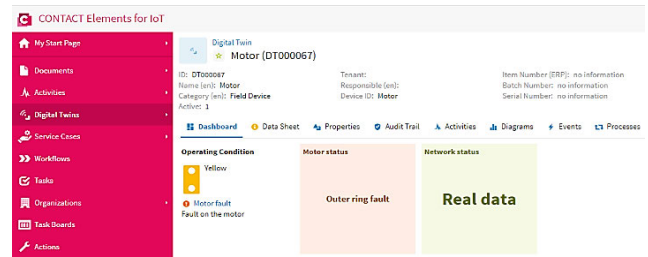 CONTACT Elements for IoT
My Start Page
Documents
Activities
Digital Twins
Service Cases
Workflows
Tasks
Organizations
Task Boards
Actions
Digital Twin
Motor (DT000067)
ID: DT000067 Tenant: Item Number (ERP): no information
Name (en): Motor Responsible (en): Batch Number: no information
Category (en): Field Device Device ID: Motor Serial Number: no information
Active: 1
Dashboard Data Sheet Properties Audit Trail Activities Diagrams Events Processes
Operating Condition
Yellow
Motor fault
Fault on the motor
Motor status
Outer ring fault
Network status
Real data